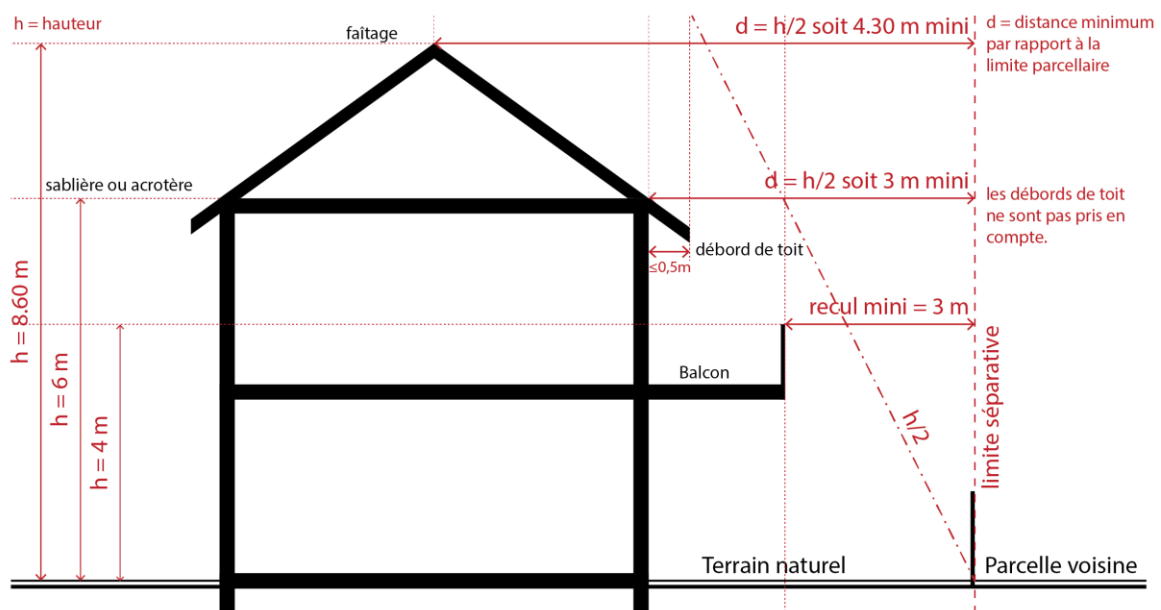 h = hauteur
faîtage
d = h/2 soit 4.30 m mini
d = distance minimum
par rapport à la
limite parcellaire
sablière ou acrotère
d = h/2 soit 3 m mini
les débords de toit
ne sont pas pris en
compte.
débord de toit
≤0,5m
recul mini = 3 m
h = 8.60 m
h = 6 m
h = 4 m
Balcon
h/2
limite séparative
Terrain naturel
Parcelle voisine